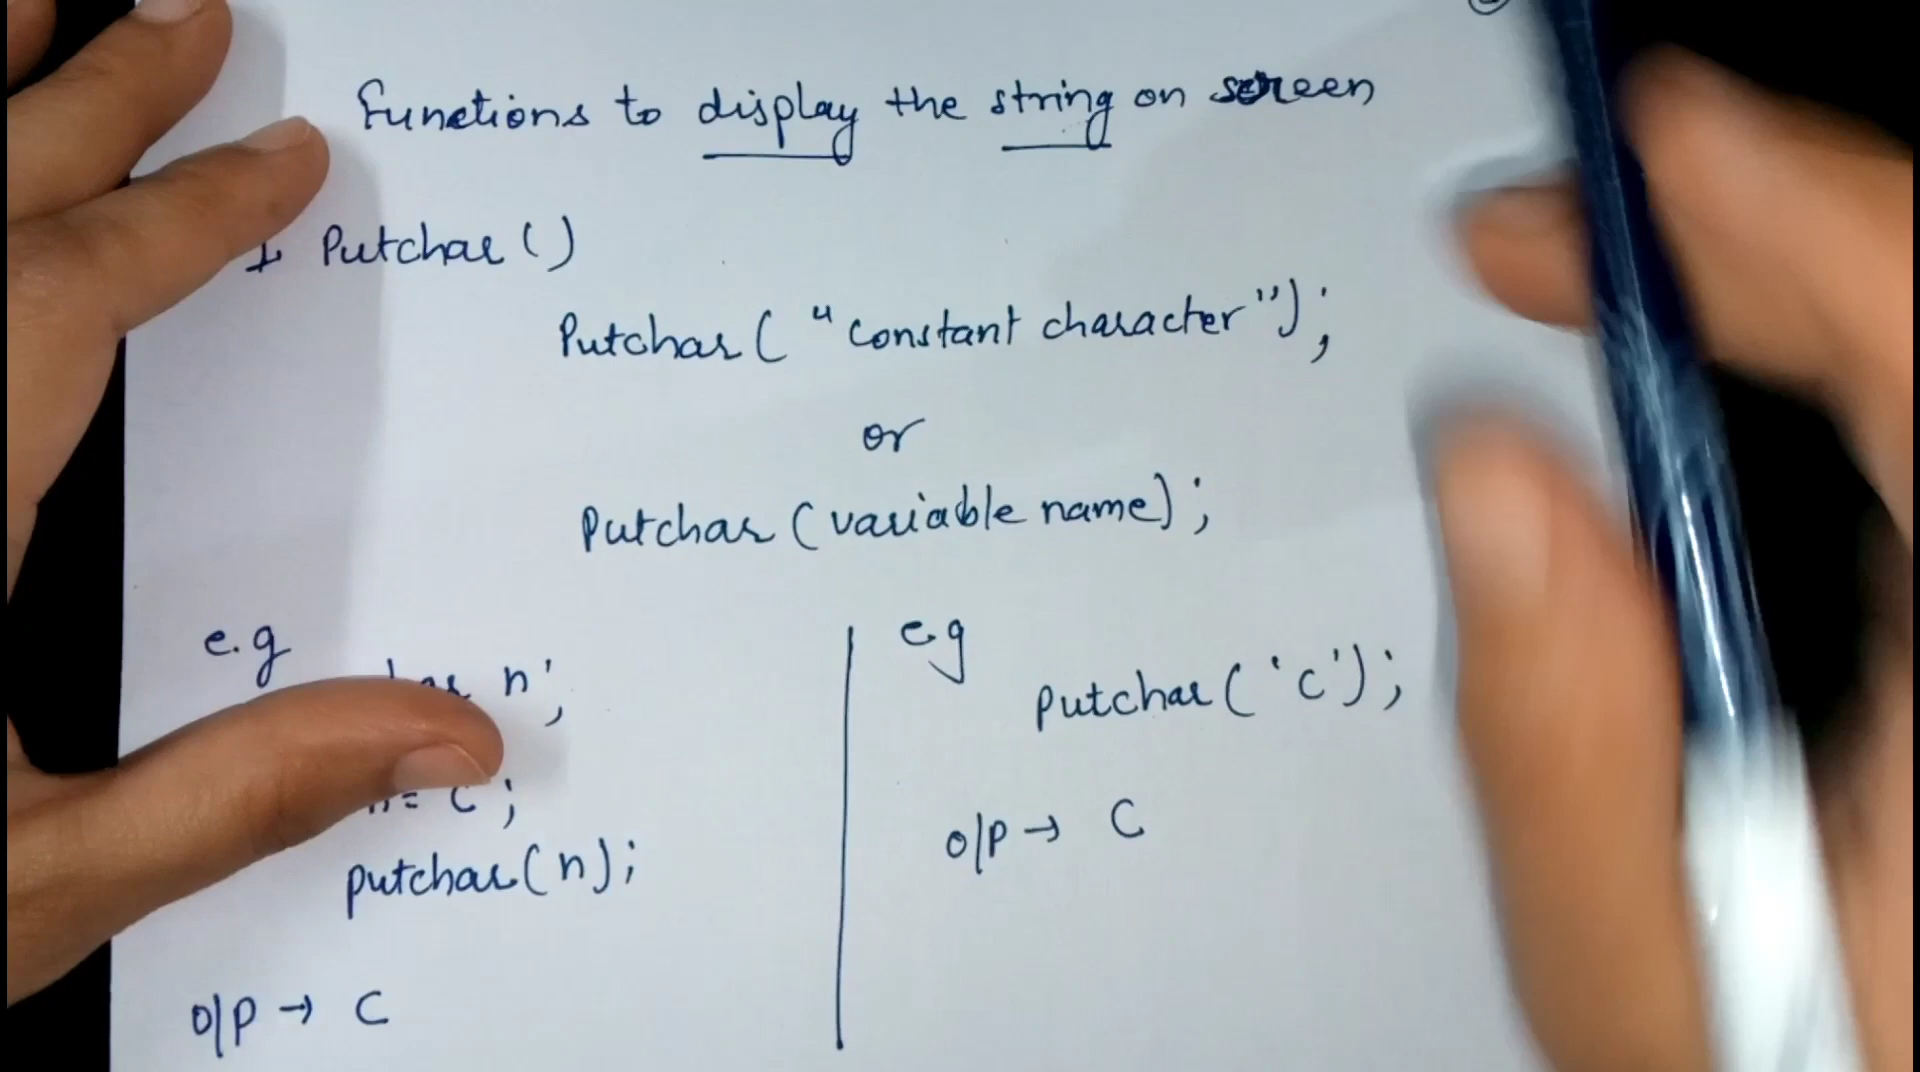 Functions to display the string on screen
1 Putchar ()
Putchar ( "constant character") ;
or
Putchar (variable name) ;
e.g
n ;
= c ;
putchar (n) ;
o/p → c
e.g
putchar ( 'c') ;
o/p → c